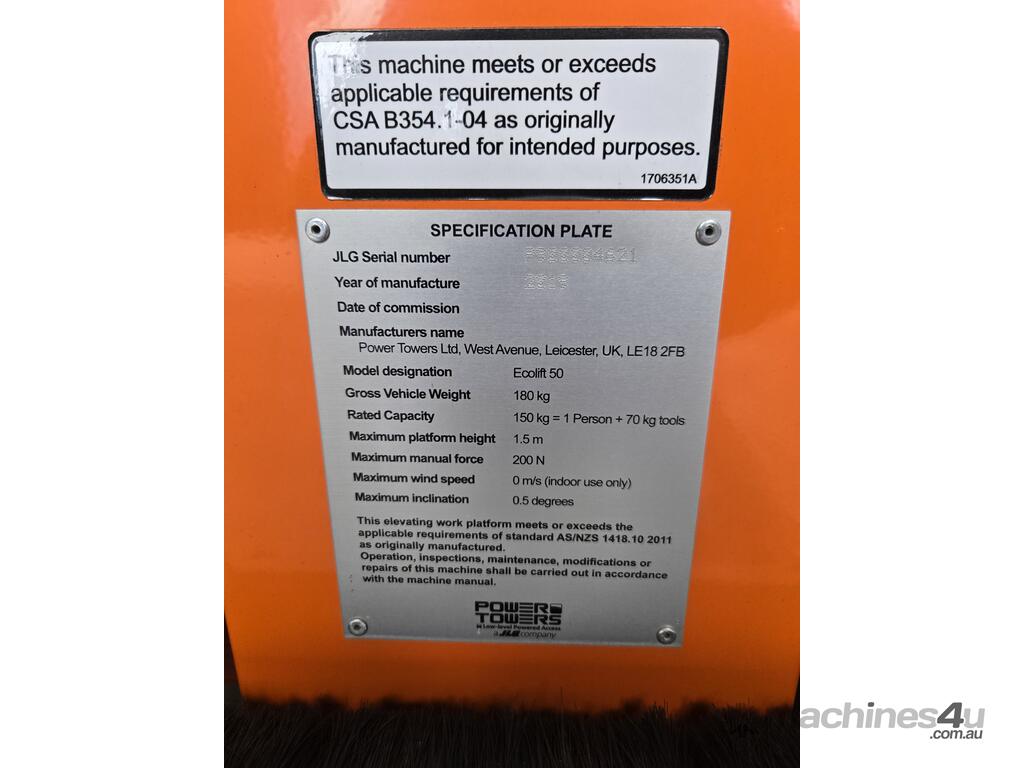 This machine meets or exceeds
applicable requirements of
CSA B354.1-04 as originally
manufactured for intended purposes.
1706351A
SPECIFICATION PLATE
JLG Serial number
Year of manufacture
Date of commission
Manufacturers name
Power Towers Ltd, West Avenue, Leicester, UK, LE18 2FB
Model designation Ecolift 50
Gross Vehicle Weight 180 kg
Rated Capacity 150 kg = 1 Person + 70 kg tools
Maximum platform height 1.5 m
Maximum manual force 200 N
Maximum wind speed 0 m/s (indoor use only)
Maximum inclination 0.5 degrees
This elevating work platform meets or exceeds the
applicable requirements of standard AS/NZS 1418.10 2011
as originally manufactured.
Operation, inspections, maintenance, modifications or
repairs of this machine shall be carried out in accordance
with the machine manual.
POWER
TOWERS
Low-level Powered Access
a JLG company
machines4u
.com.au